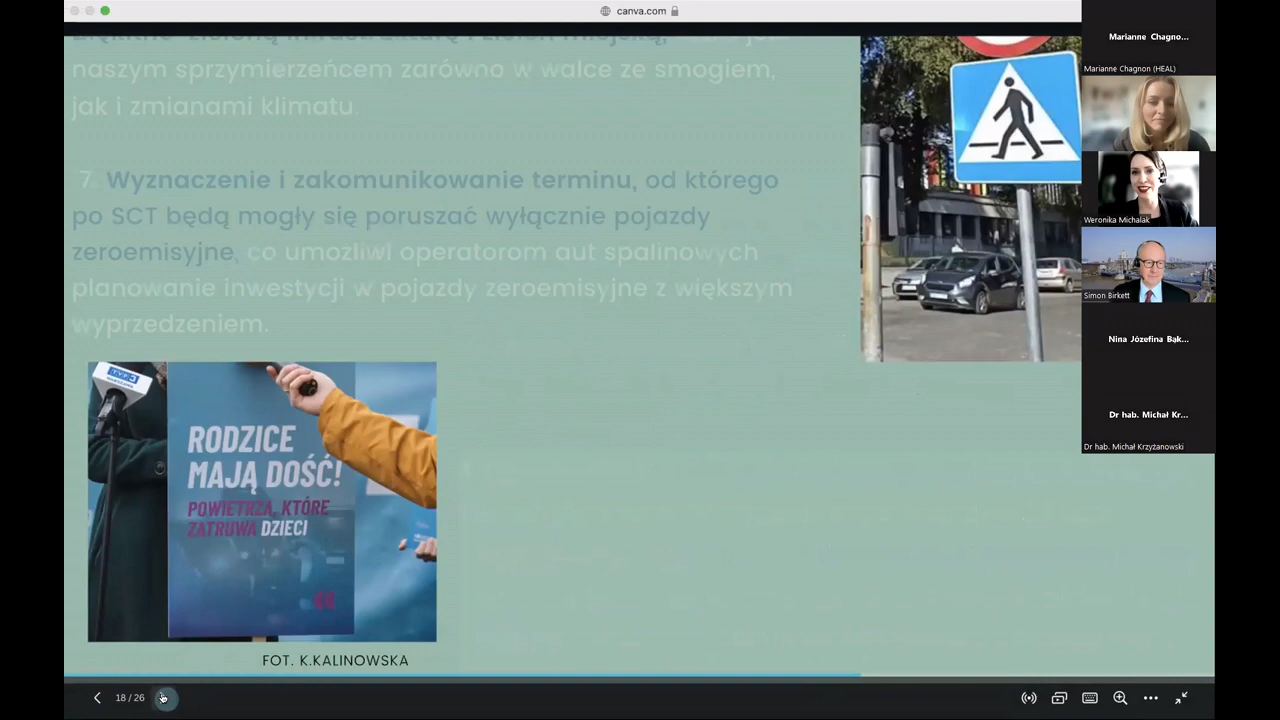 canva.com
naszym sprzymierzeńcem zarówno w walce ze smogiem,
jak i zmianami klimatu.
7. Wyznaczenie i zakomunikowanie terminu, od którego
po SCT będą mogły się poruszać wyłącznie pojazdy
zeroemisyjne, co umożliwi operatorom aut spalinowych
planowanie inwestycji w pojazdy zeroemisyjne z większym
wyprzedzeniem.
RODZICE
MAJĄ DOŚĆ!
POWIETRZA, KTÓRE
ZATRUWA DZIECI
FOT. K.KALINOWSKA
18 / 26
Marianne Chagno...
Marianne Chagnon (HEAL)
Weronika Michalak
Simon Birkett
Nina Józefina Bąk...
Dr hab. Michał Kr...
Dr hab. Michał Krzyżanowski